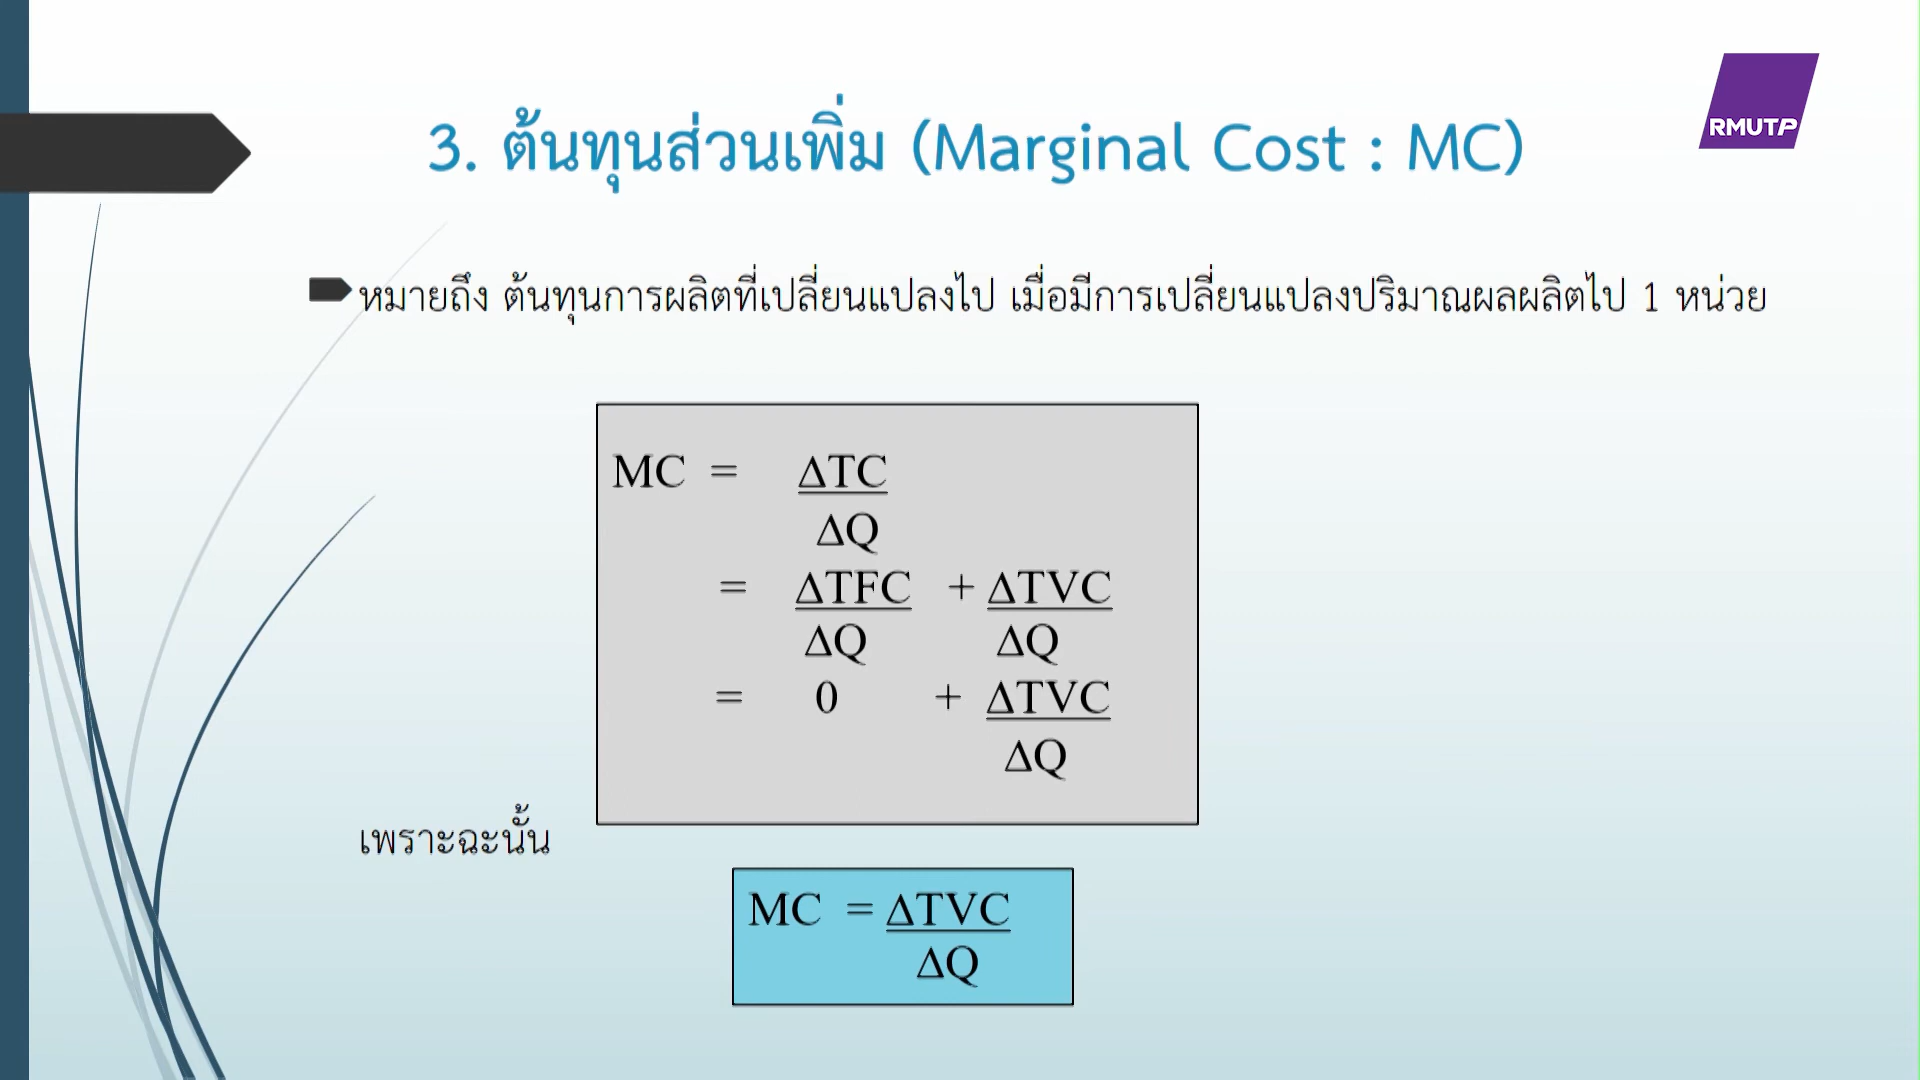 RMUTP
3. ต้นทุนส่วนเพิ่ม (Marginal Cost : MC)
หมายถึง ต้นทุนการผลิตที่เปลี่ยนแปลงไป เมื่อมีการเปลี่ยนแปลงปริมาณผลผลิตไป 1 หน่วย
MC = ΔTC
ΔQ
= ΔTFC + ΔTVC
ΔQ ΔQ
= 0 + ΔTVC
ΔQ
เพราะฉะนั้น
MC = ΔTVC
ΔQ